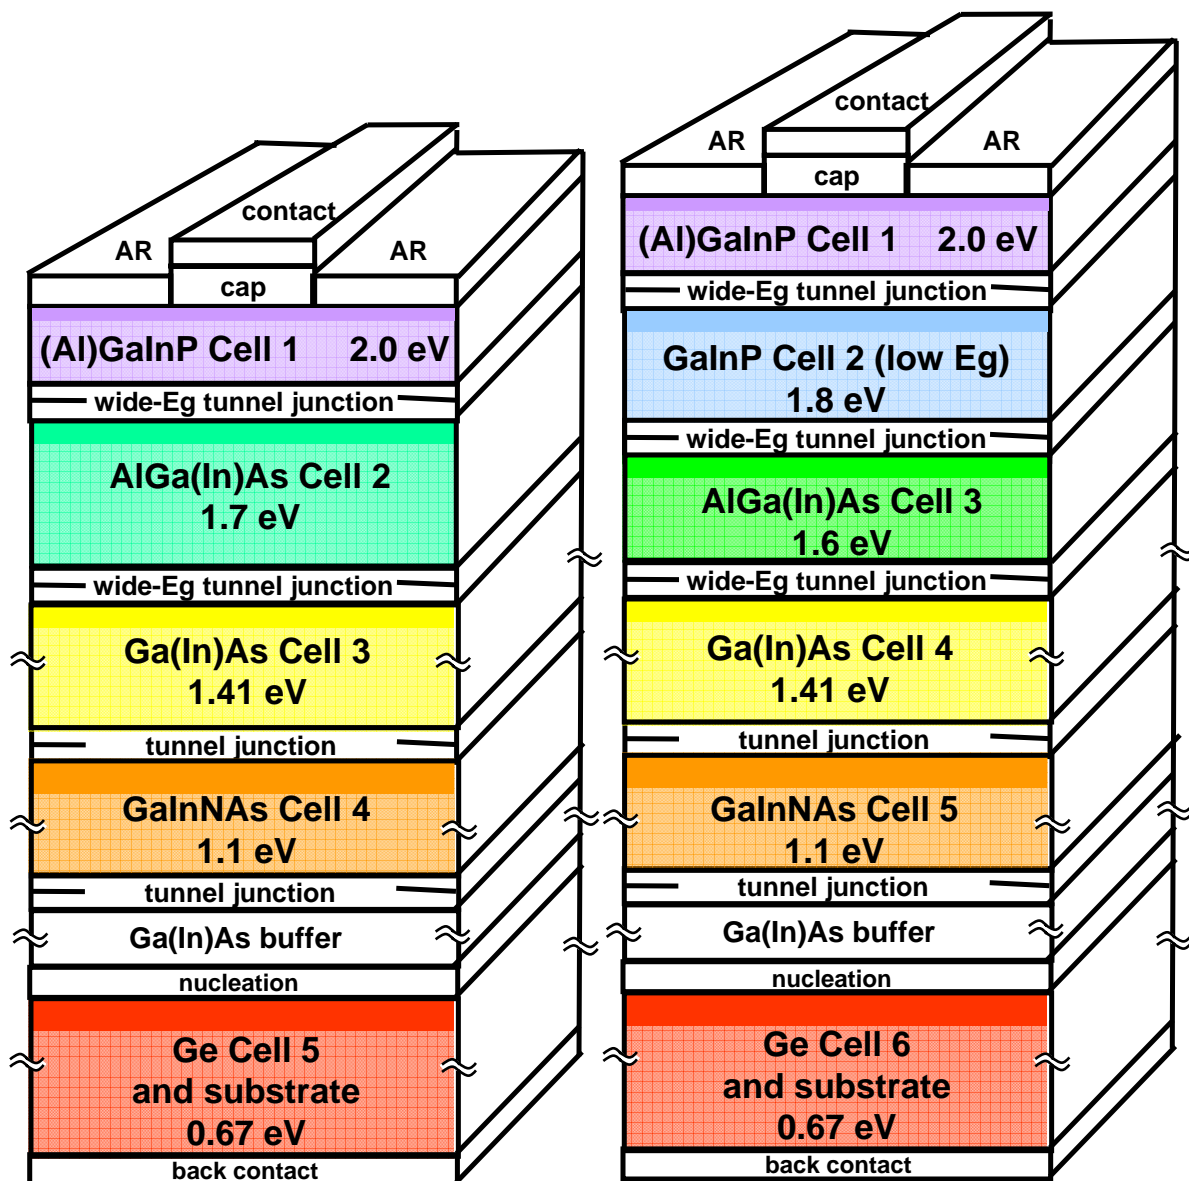 contact
AR
AR
cap
(Al)GaInP Cell 1 2.0 eV
wide-Eg tunnel junction
AlGa(In)As Cell 2
1.7 eV
wide-Eg tunnel junction
Ga(In)As Cell 3
1.41 eV
tunnel junction
GaInNAs Cell 4
1.1 eV
tunnel junction
Ga(In)As buffer
nucleation
Ge Cell 5
and substrate
0.67 eV
back contact
contact
AR
AR
cap
(Al)GaInP Cell 1 2.0 eV
wide-Eg tunnel junction
GaInP Cell 2 (low Eg)
1.8 eV
wide-Eg tunnel junction
AlGa(In)As Cell 3
1.6 eV
wide-Eg tunnel junction
Ga(In)As Cell 4
1.41 eV
tunnel junction
GaInNAs Cell 5
1.1 eV
tunnel junction
Ga(In)As buffer
nucleation
Ge Cell 6
and substrate
0.67 eV
back contact